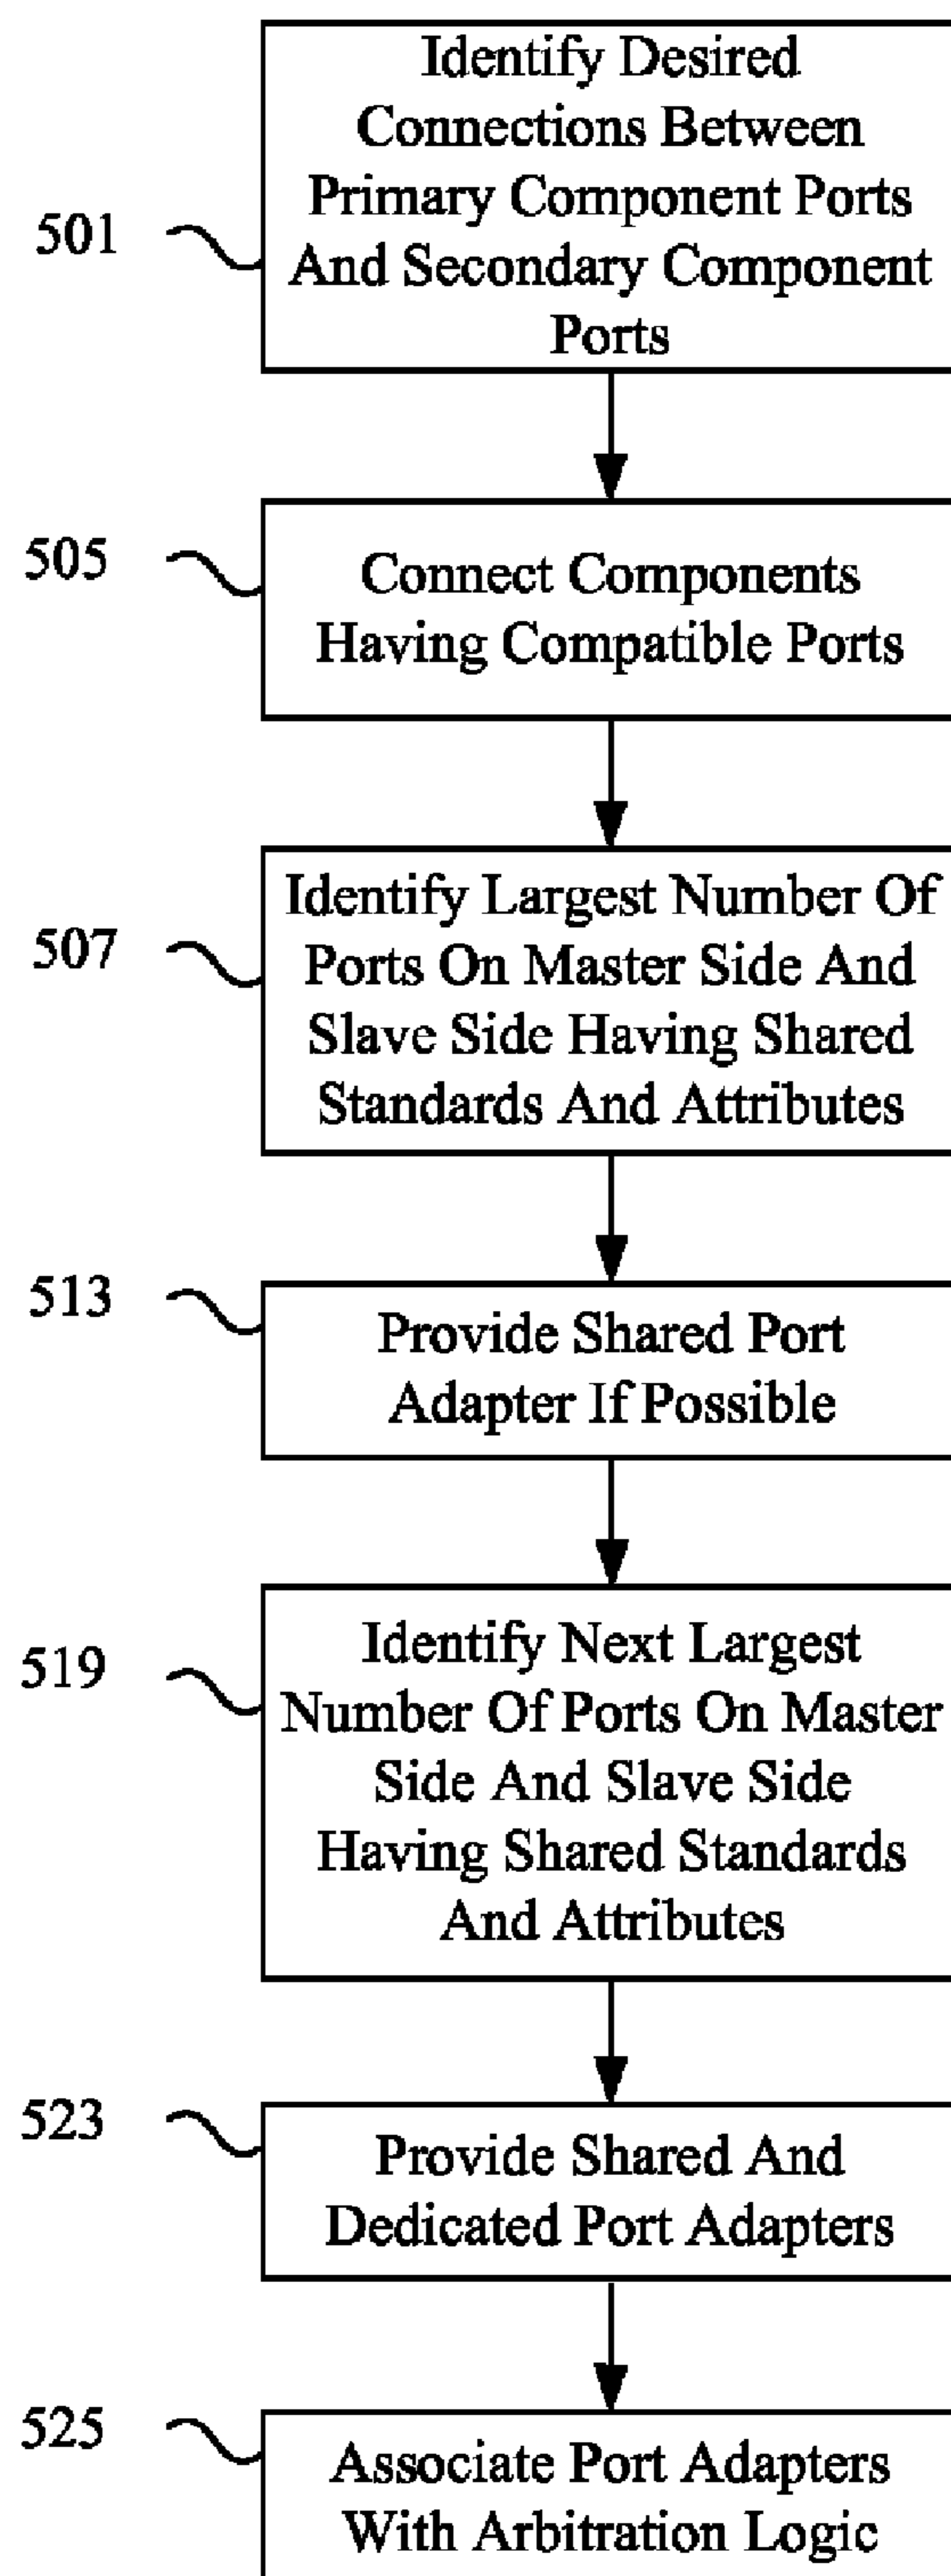 Identify Desired
Connections Between
Primary Component Ports
And Secondary Component
Ports
501
505
Connect Components
Having Compatible Ports
507
Identify Largest Number Of
Ports On Master Side And
Slave Side Having Shared
Standards And Attributes
513
Provide Shared Port
Adapter If Possible
519
Identify Next Largest
Number Of Ports On Master
Side And Slave Side
Having Shared Standards
And Attributes
523
Provide Shared And
Dedicated Port Adapters
525
Associate Port Adapters
With Arbitration Logic